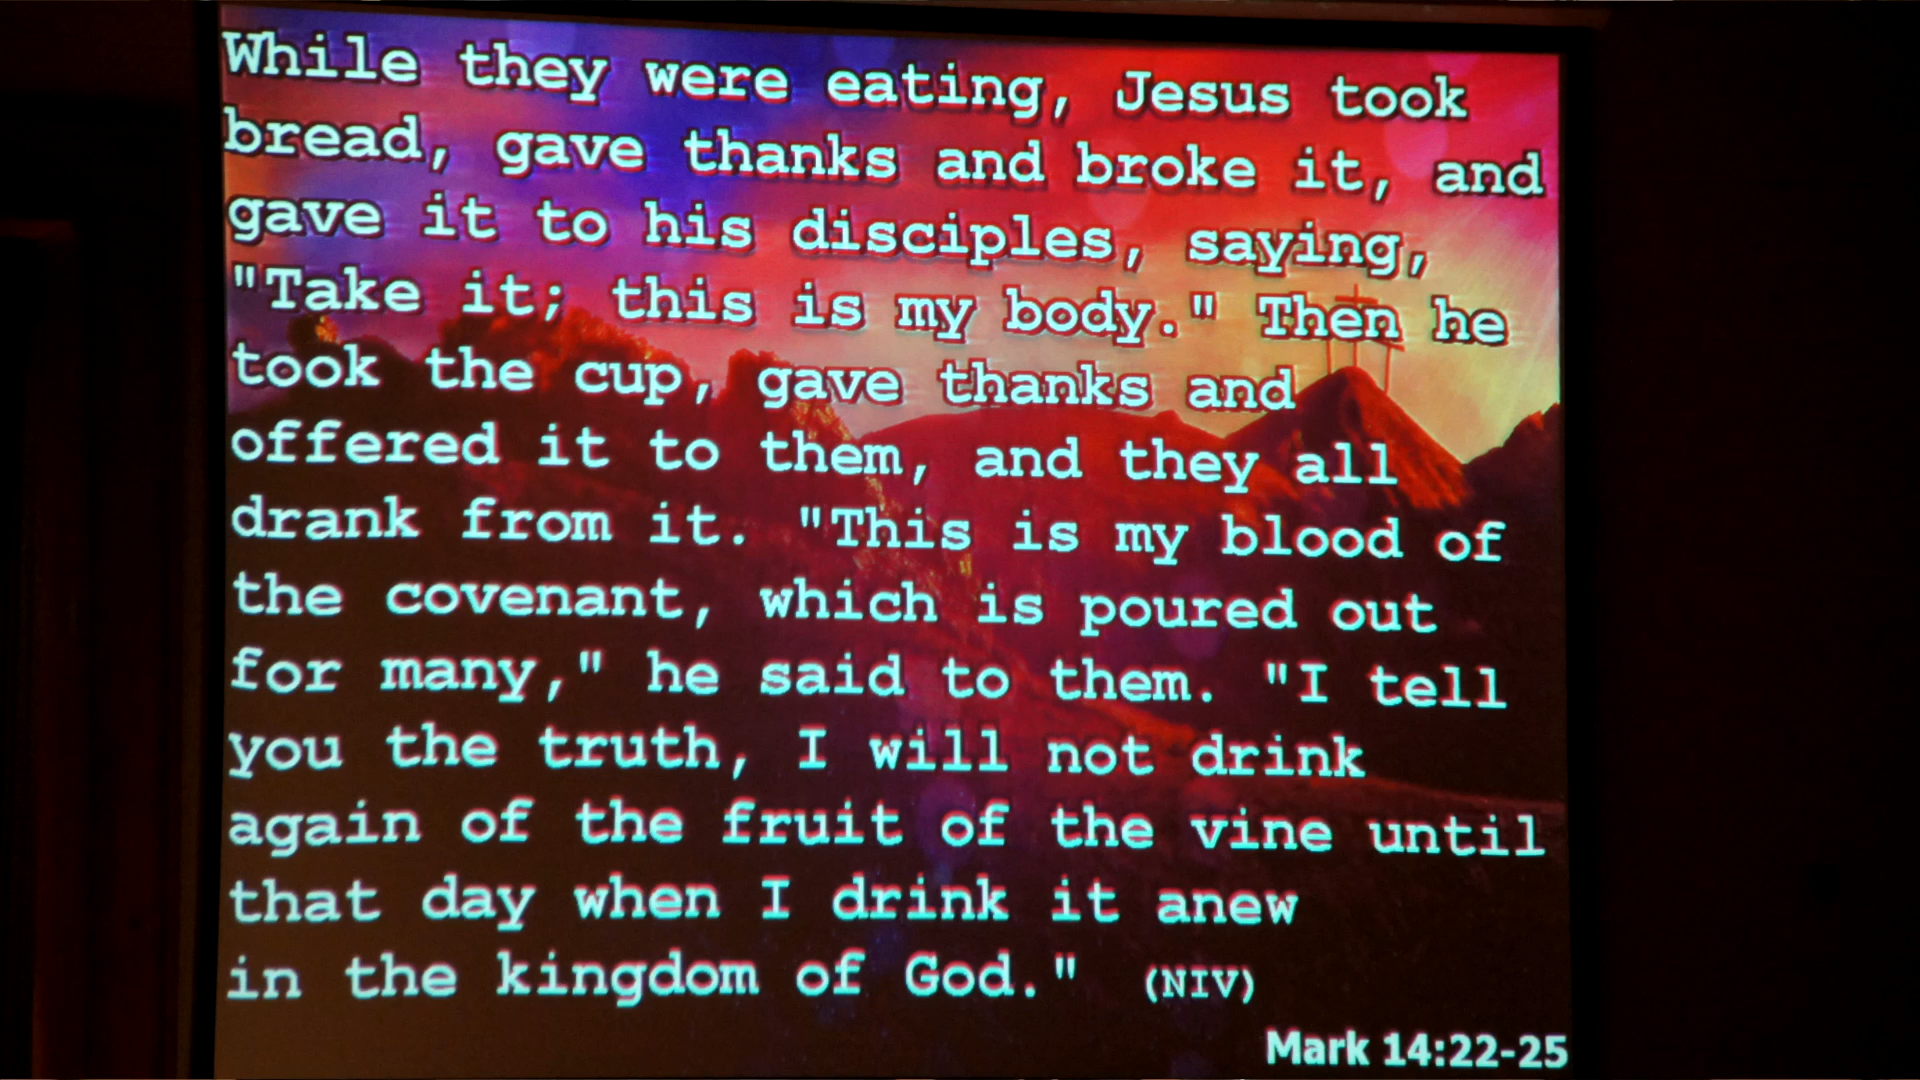 While they were eating, Jesus took
bread, gave thanks and broke it, and
gave it to his disciples, saying,
"Take it; this is my body." Then he
took the cup, gave thanks and
offered it to them, and they all
drank from it. "This is my blood of
the covenant, which is poured out
for many," he said to them. "I tell
you the truth, I will not drink
again of the fruit of the vine until
that day when I drink it anew
in the kingdom of God." (NIV)
Mark 14:22-25